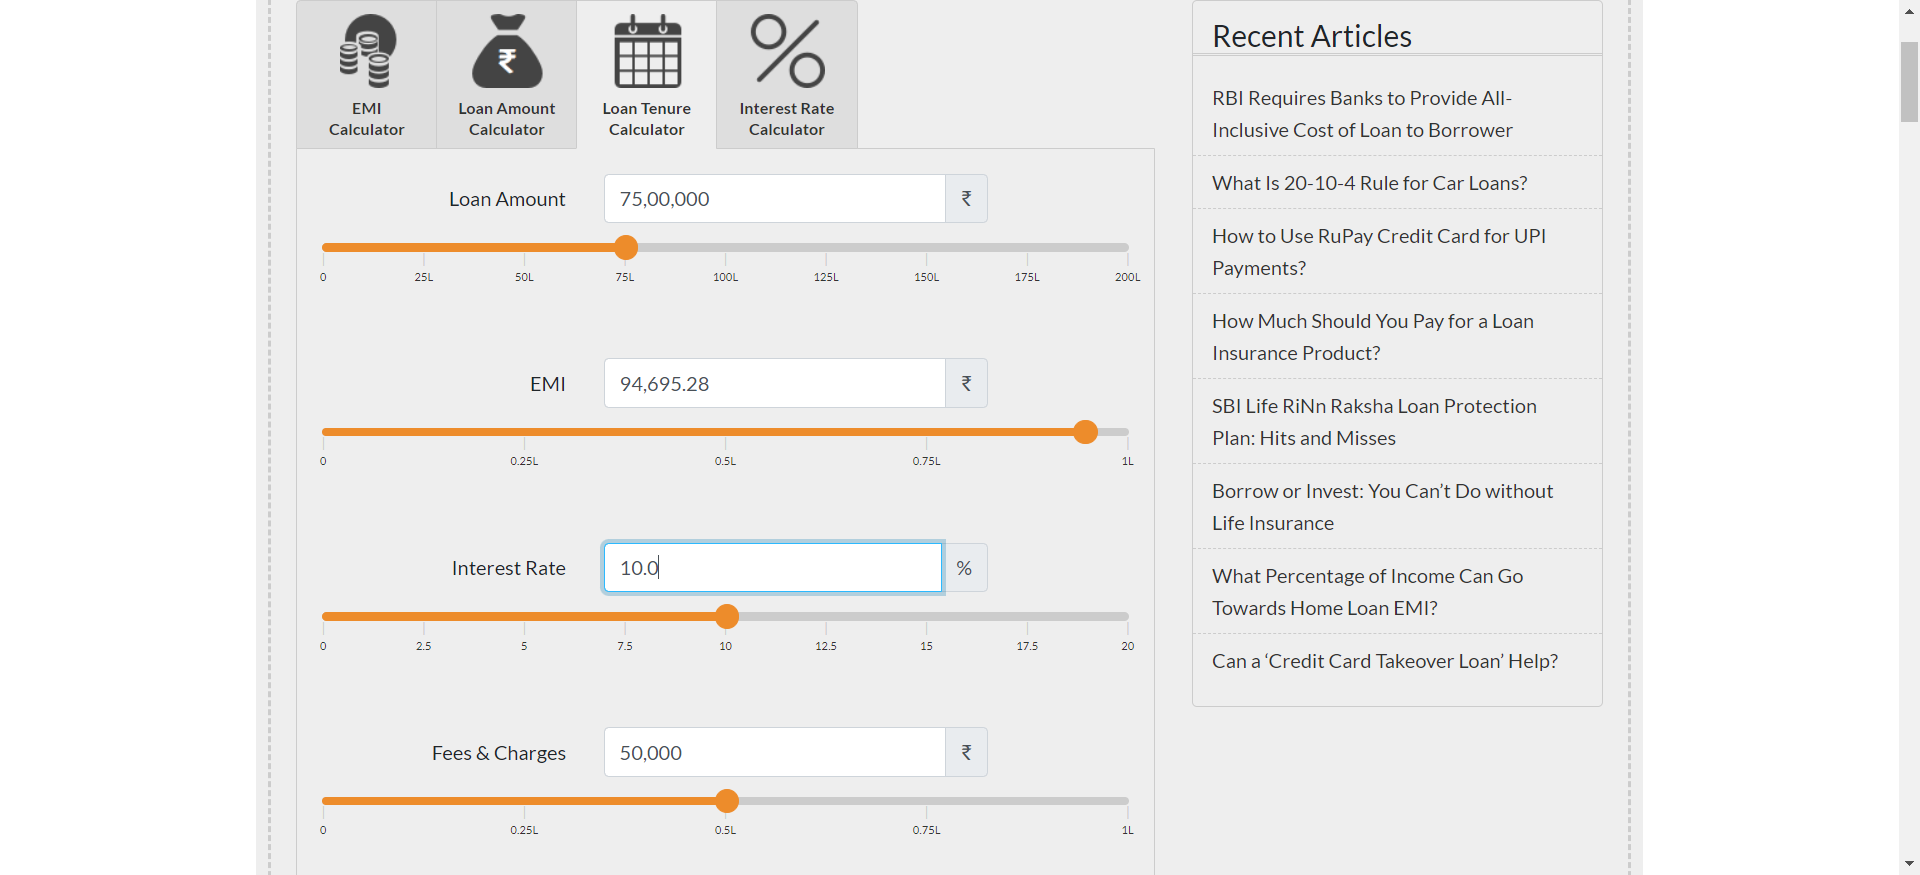 EMI
Calculator
Loan Amount
Calculator
Loan Tenure
Calculator
Interest Rate
Calculator
Loan Amount
75,00,000
₹
0
25L
50L
75L
100L
125L
150L
175L
200L
EMI
94,695.28
₹
0
0.25L
0.5L
0.75L
1L
Interest Rate
10.0
%
0
2.5
5
7.5
10
12.5
15
17.5
20
Fees & Charges
50,000
₹
0
0.25L
0.5L
0.75L
1L
Recent Articles
RBI Requires Banks to Provide All-
Inclusive Cost of Loan to Borrower
What Is 20-10-4 Rule for Car Loans?
How to Use RuPay Credit Card for UPI
Payments?
How Much Should You Pay for a Loan
Insurance Product?
SBI Life RiNn Raksha Loan Protection
Plan: Hits and Misses
Borrow or Invest: You Can’t Do without
Life Insurance
What Percentage of Income Can Go
Towards Home Loan EMI?
Can a ‘Credit Card Takeover Loan’ Help?